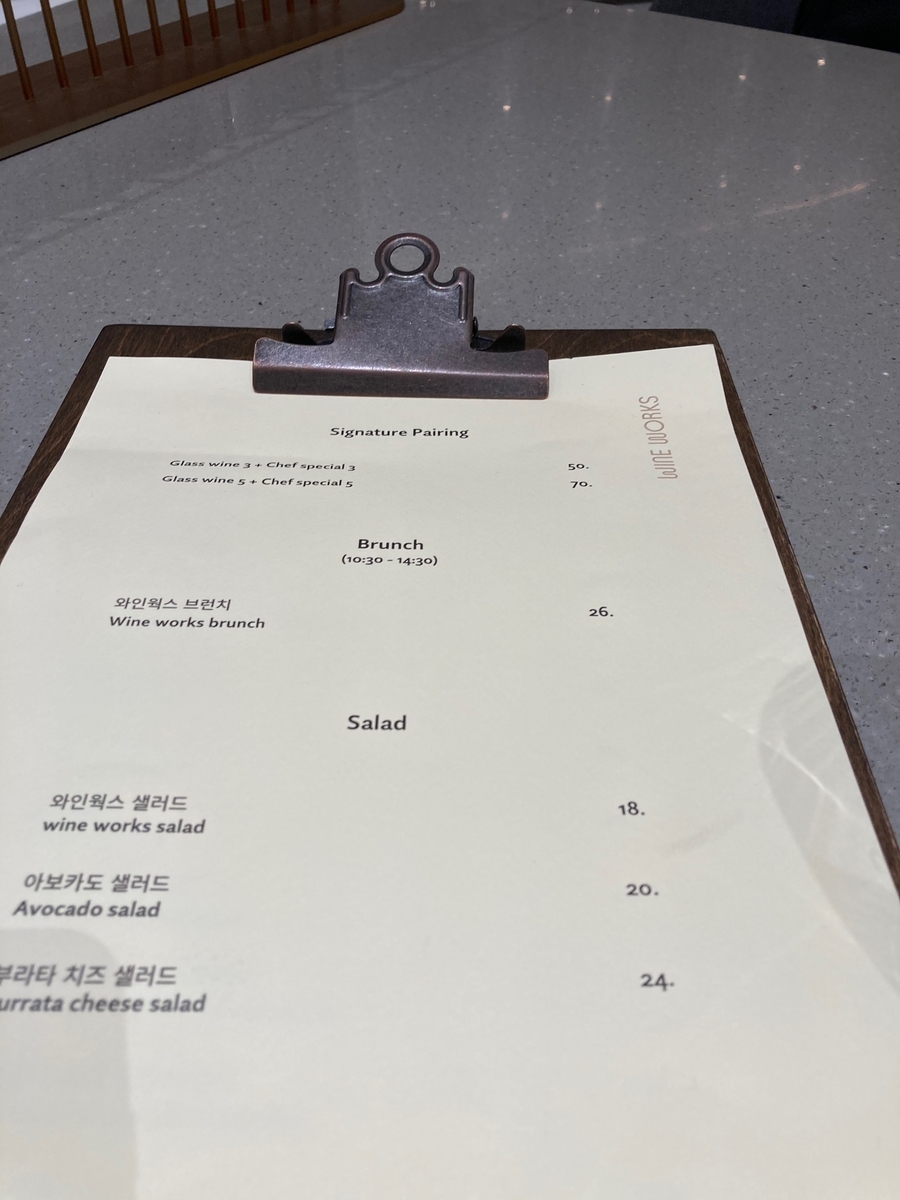 WINE WORKS
Signature Pairing
Glass wine 3 + Chef special 3 50.
Glass wine 5 + Chef special 5 70.
Brunch
(10:30 - 14:30)
와인웍스 브런치
Wine works brunch 26.
Salad
와인웍스 샐러드
wine works salad 18.
아보카도 샐러드
Avocado salad 20.
부라타 치즈 샐러드
urrata cheese salad 24.